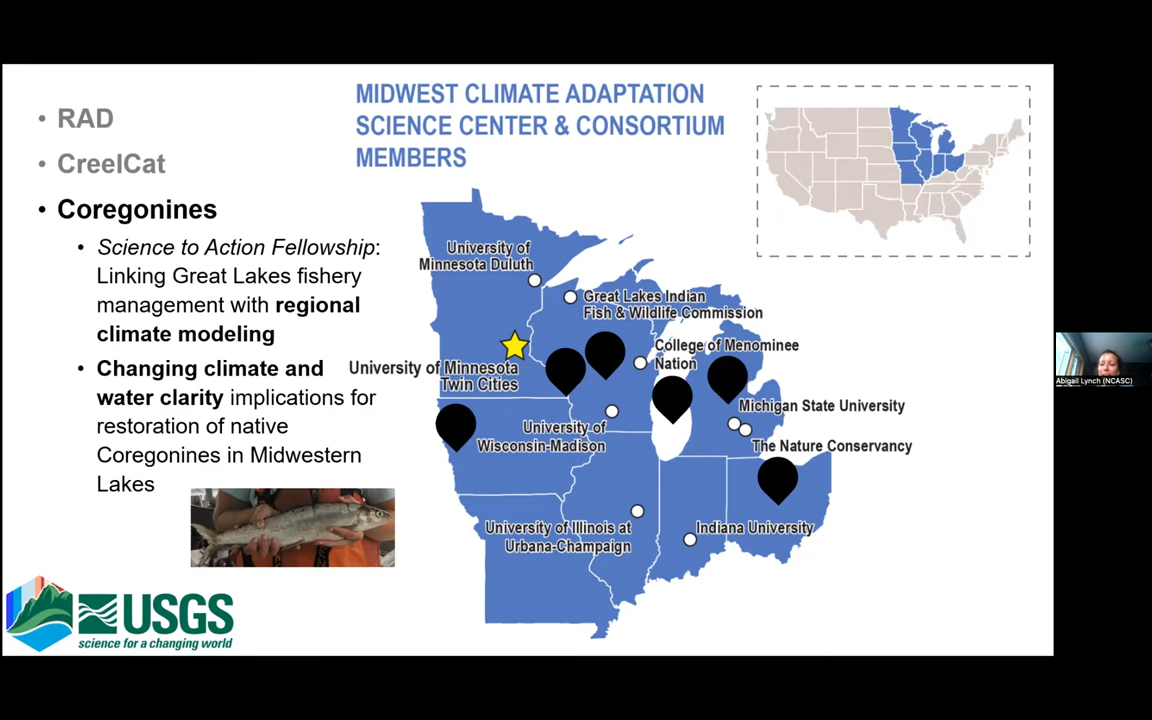 • RAD
• CreelCat
• Coregonines
• Science to Action Fellowship:
Linking Great Lakes fishery
management with regional
climate modeling
• Changing climate and
water clarity implications for
restoration of native
Coregonines in Midwestern
Lakes
USGS
science for a changing world
MIDWEST CLIMATE ADAPTATION
SCIENCE CENTER & CONSORTIUM
MEMBERS
University of
Minnesota Duluth
Great Lakes Indian
Fish & Wildlife Commission
College of Menominee
Nation
University of Minnesota
Twin Cities
Michigan State University
University of
Wisconsin-Madison
The Nature Conservancy
University of Illinois at
Urbana-Champaign
Indiana University
Abigail Lynch (NCASC)